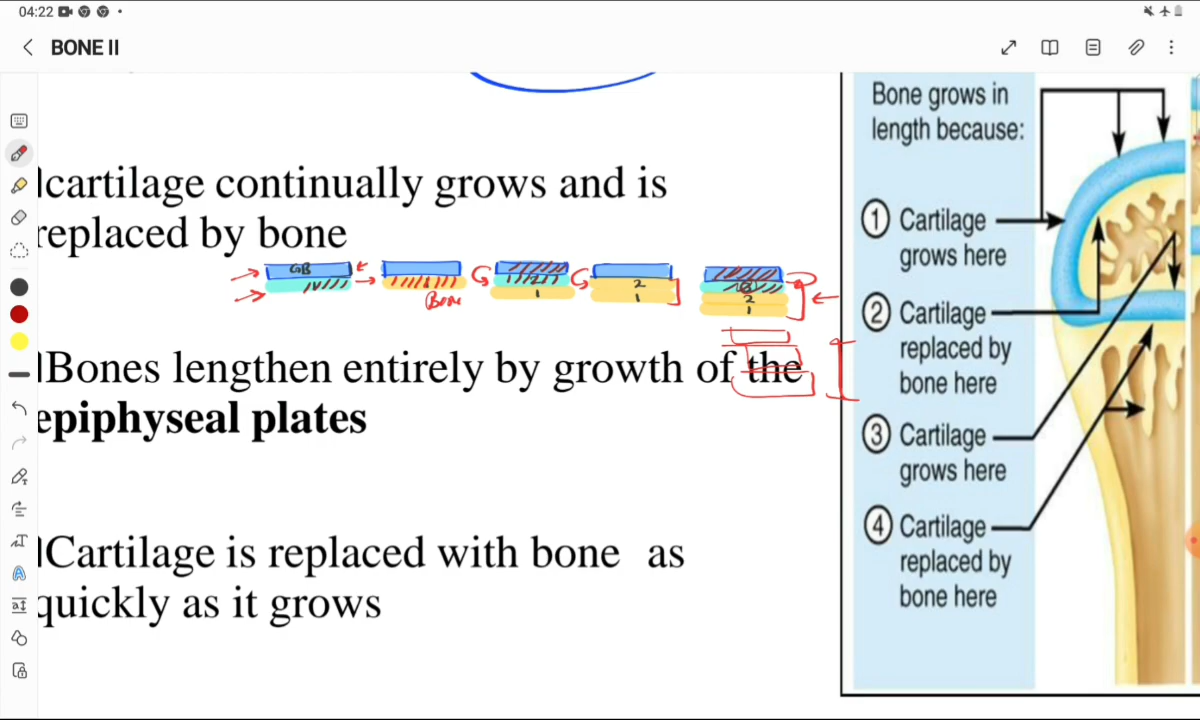 04:22
BONE II
cartilage continually grows and is
replaced by bone
GB
Bone
2
1
1
2
1
2
1
Bones lengthen entirely by growth of the
epiphyseal plates
Cartilage is replaced with bone as
quickly as it grows
Bone grows in
length because:
1 Cartilage
grows here
2 Cartilage
replaced by
bone here
3 Cartilage
grows here
4 Cartilage
replaced by
bone here